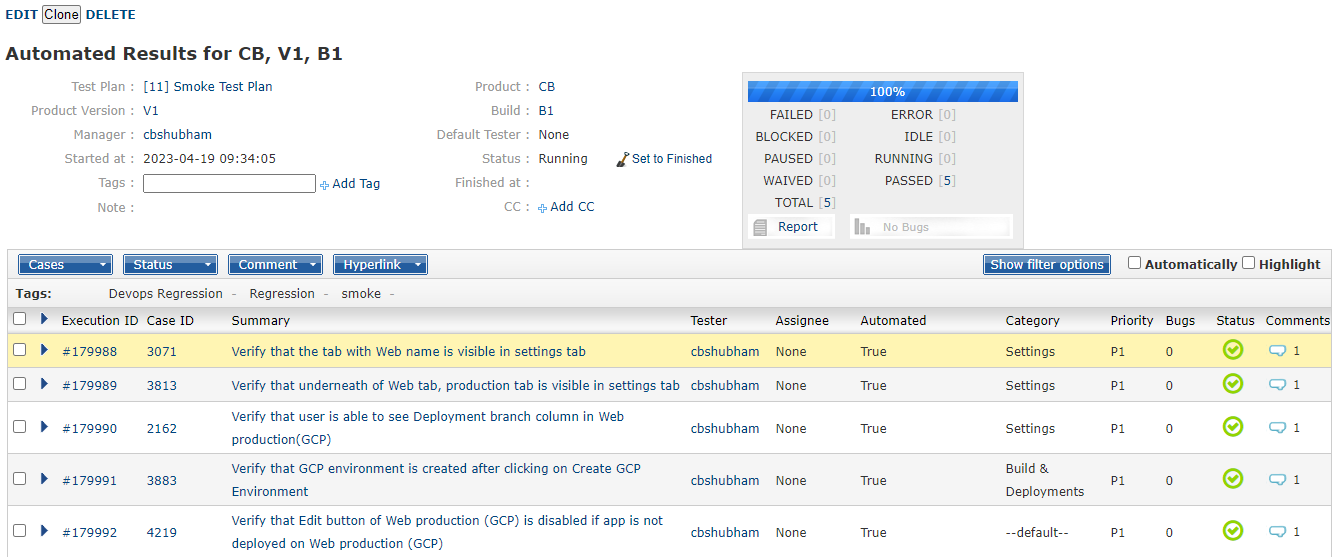 EDIT Clone DELETE
Automated Results for CB, V1, B1
Test Plan : [11] Smoke Test Plan
Product : CB
Product Version : V1
Build : B1
Manager : cbshubham
Default Tester : None
Started at : 2023-04-19 09:34:05
Status : Running Set to Finished
Tags : Add Tag
Finished at :
Note :
CC : Add CC
100%
FAILED [0] ERROR [0]
BLOCKED [0] IDLE [0]
PAUSED [0] RUNNING [0]
WAIVED [0] PASSED [5]
TOTAL [5]
Report No Bugs
Cases Status Comment Hyperlink Show filter options Automatically Highlight
Tags: Devops Regression - Regression - smoke -
Execution ID Case ID Summary Tester Assignee Automated Category Priority Bugs Status Comments
#179988 3071 Verify that the tab with Web name is visible in settings tab cbshubham None True Settings P1 0 1
#179989 3813 Verify that underneath of Web tab, production tab is visible in settings tab cbshubham None True Settings P1 0 1
#179990 2162 Verify that user is able to see Deployment branch column in Web
production(GCP) cbshubham None True Settings P1 0 1
#179991 3883 Verify that GCP environment is created after clicking on Create GCP
Environment cbshubham None True Build &
Deployments P1 0 1
#179992 4219 Verify that Edit button of Web production (GCP) is disabled if app is not
deployed on Web production (GCP) cbshubham None True --default-- P1 0 1